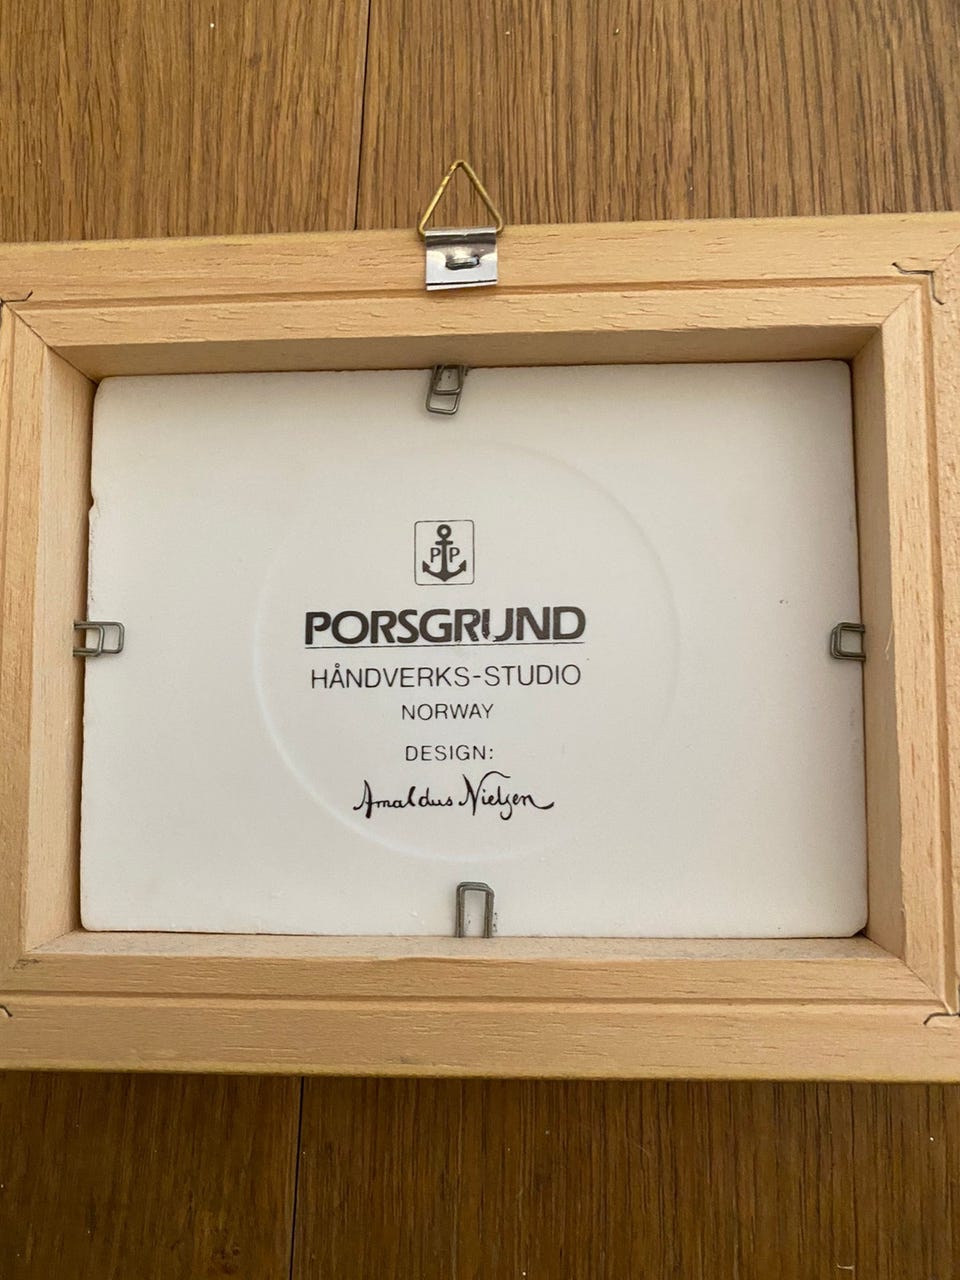 PP
PORSGRUND
HÅNDVERKS-STUDIO
NORWAY
DESIGN:
Amaldus Nielsen